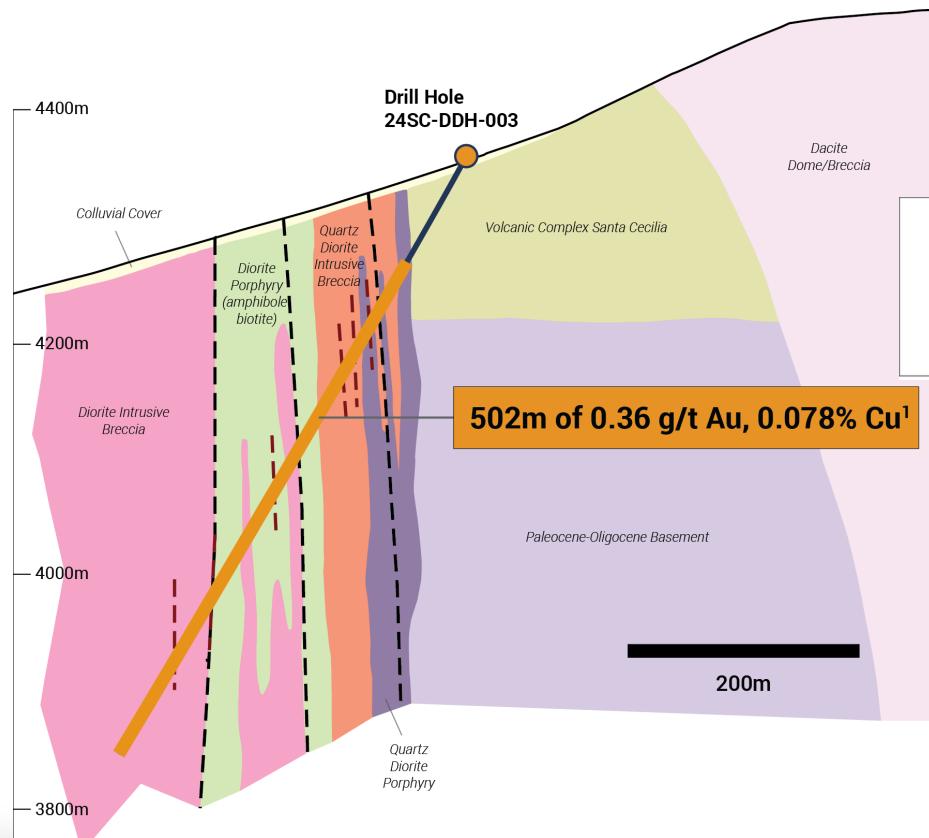 Drill Hole
24SC-DDH-003
4400m
Dacite
Dome/Breccia
Colluvial Cover
Quartz
Diorite
Intrusive
Breccia
Volcanic Complex Santa Cecilia
Diorite
Porphyry
(amphibole
biotite)
4200m
Diorite Intrusive
Breccia
502m of 0.36 g/t Au, 0.078% Cu¹
Paleocene-Oligocene Basement
4000m
200m
Quartz
Diorite
Porphyry
3800m